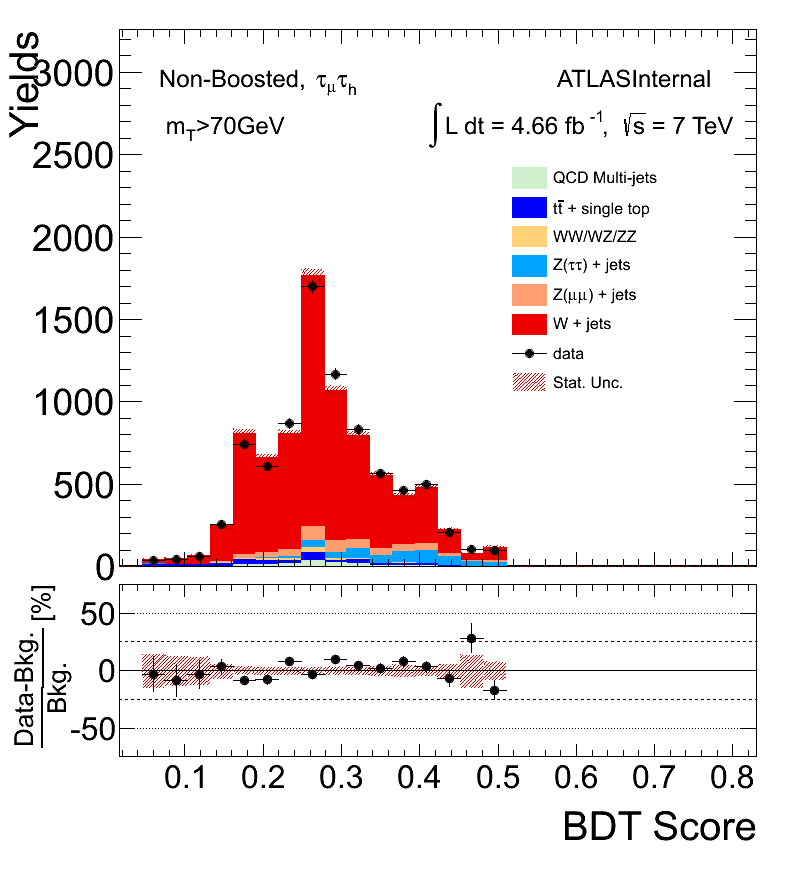 Yields
3000
2500
2000
1500
1000
500
0
Non-Boosted, τμτh
mT>70GeV
ATLASInternal
∫L dt = 4.66 fb-1, √s = 7 TeV
QCD Multi-jets
tt̄ + single top
WW/WZ/ZZ
Z(ττ) + jets
Z(μμ) + jets
W + jets
data
Stat. Unc.
Data-Bkg. [%]
Bkg.
50
0
-50
0.1 0.2 0.3 0.4 0.5 0.6 0.7 0.8
BDT Score